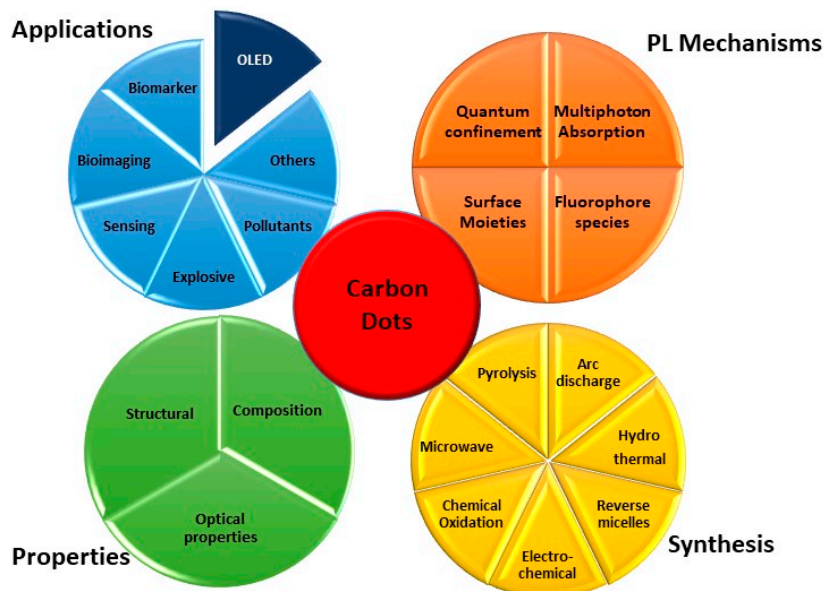 Applications
OLED
Biomarker
Bioimaging
Others
Sensing
Pollutants
Explosive
PL Mechanisms
Quantum
confinement
Multiphoton
Absorption
Surface
Moieties
Fluorophore
species
Carbon
Dots
Structural
Composition
Optical
properties
Properties
Pyrolysis
Arc
discharge
Microwave
Hydro
thermal
Chemical
Oxidation
Reverse
micelles
Electro-
chemical
Synthesis